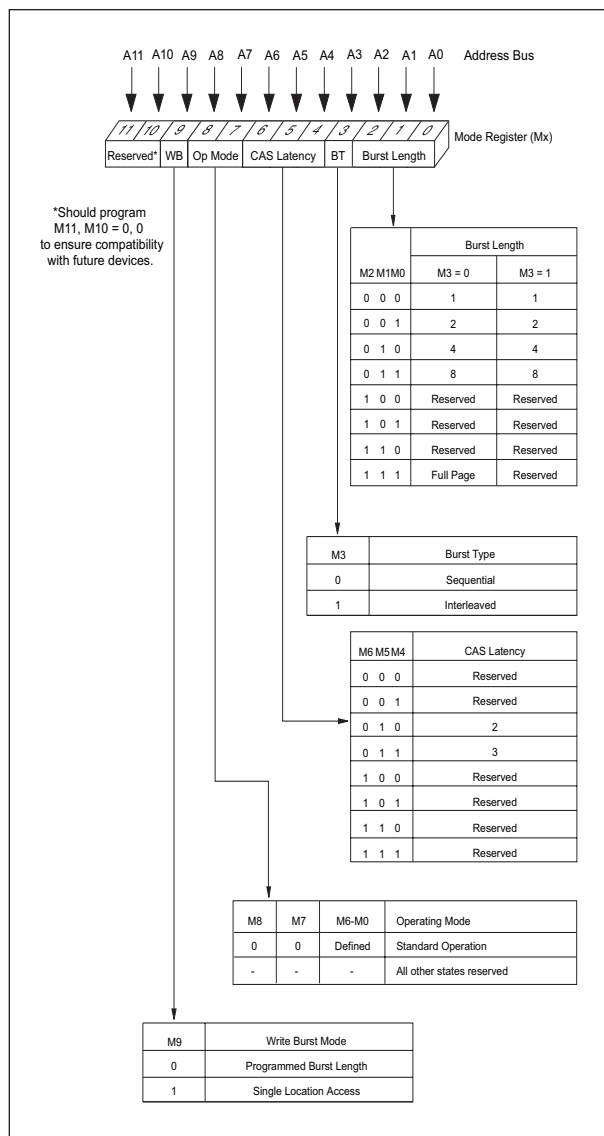 A11 A10 A9 A8 A7 A6 A5 A4 A3 A2 A1 A0 Address Bus
11 10 9 8 7 6 5 4 3 2 1 0 Mode Register (Mx)
Reserved* WB Op Mode CAS Latency BT Burst Length
*Should program
M11, M10 = 0, 0
to ensure compatibility
with future devices.
Burst Length
M2 M1M0 M3 = 0 M3 = 1
0 0 0 1 1
0 0 1 2 2
0 1 0 4 4
0 1 1 8 8
1 0 0 Reserved Reserved
1 0 1 Reserved Reserved
1 1 0 Reserved Reserved
1 1 1 Full Page Reserved
M3 Burst Type
0 Sequential
1 Interleaved
M6 M5 M4 CAS Latency
0 0 0 Reserved
0 0 1 Reserved
0 1 0 2
0 1 1 3
1 0 0 Reserved
1 0 1 Reserved
1 1 0 Reserved
1 1 1 Reserved
M8 M7 M6-M0 Operating Mode
0 0 Defined Standard Operation
- - - All other states reserved
M9 Write Burst Mode
0 Programmed Burst Length
1 Single Location Access